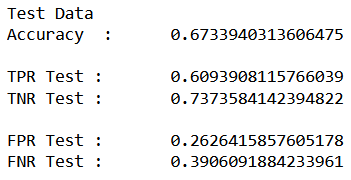 Test Data
Accuracy : 0.6733940313606475
TPR Test : 0.6093908115766039
TNR Test : 0.7373584142394822
FPR Test : 0.2626415857605178
FNR Test : 0.3906091884233961